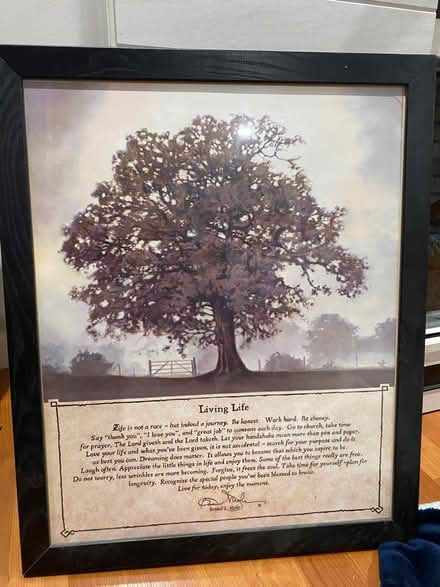 Living Life
Life is not a race – but indeed a journey. Be honest. Work hard. Be choosy.
Say "thank you", "I love you", and "great job" to someone each day. Go to church, take time
for prayer. The Lord giveth and the Lord taketh. Let your handshake mean more than pen and paper.
Love your life and what you've been given, it is not accidental – search for your purpose and do it
as best you can. Dreaming does matter. It allows you to become that which you aspire to be.
Laugh often. Appreciate the little things in life and enjoy them. Some of the best things really are free.
Do not worry, less wrinkles are more becoming. Forgive, it frees the soul. Take time for yourself – plan for
longevity. Recognize the special people you've been blessed to know.
Live for today, enjoy the moment.
Bonnie L. Mohr